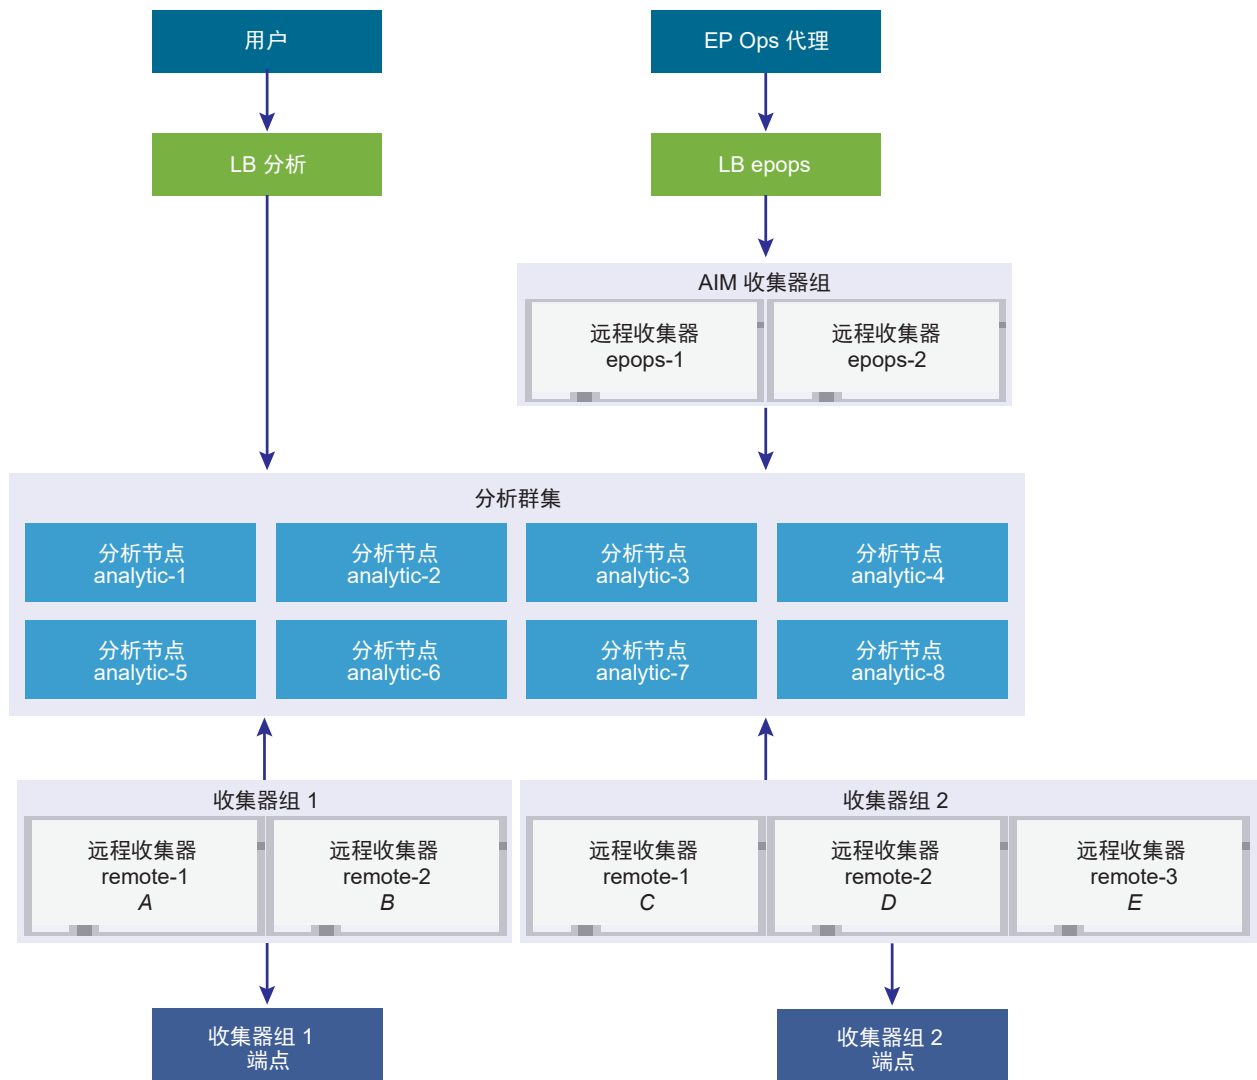 用户
EP Ops 代理
LB 分析
LB epops
AIM 收集器组
远程收集器
epops-1
远程收集器
epops-2
分析群集
分析节点
analytic-1
分析节点
analytic-2
分析节点
analytic-3
分析节点
analytic-4
分析节点
analytic-5
分析节点
analytic-6
分析节点
analytic-7
分析节点
analytic-8
收集器组 1
远程收集器
remote-1
A
远程收集器
remote-2
B
收集器组 2
远程收集器
remote-1
C
远程收集器
remote-2
D
远程收集器
remote-3
E
收集器组 1
端点
收集器组 2
端点